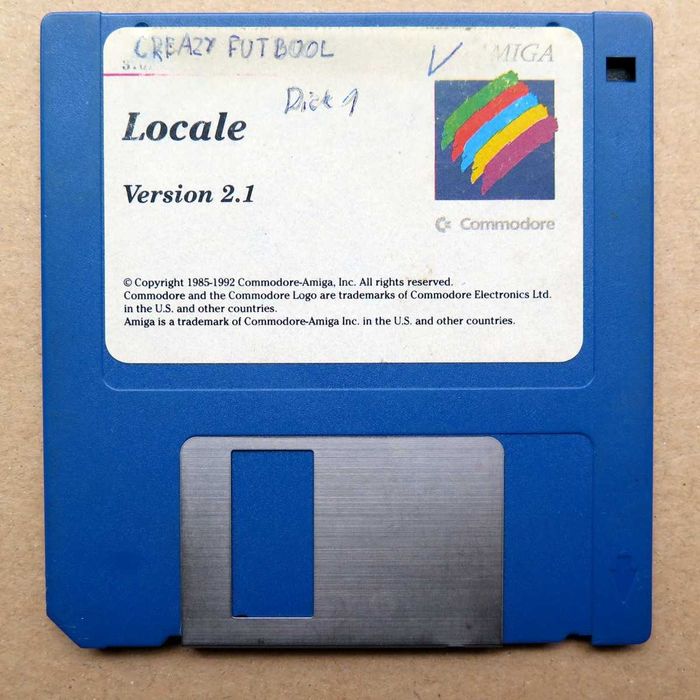 CREAZY FUTBOOL
AMIGA
Disk 1
Locale
Version 2.1
Commodore
© Copyright 1985-1992 Commodore-Amiga, Inc. All rights reserved.
Commodore and the Commodore Logo are trademarks of Commodore Electronics Ltd.
in the U.S. and other countries.
Amiga is a trademark of Commodore-Amiga Inc. in the U.S. and other countries.